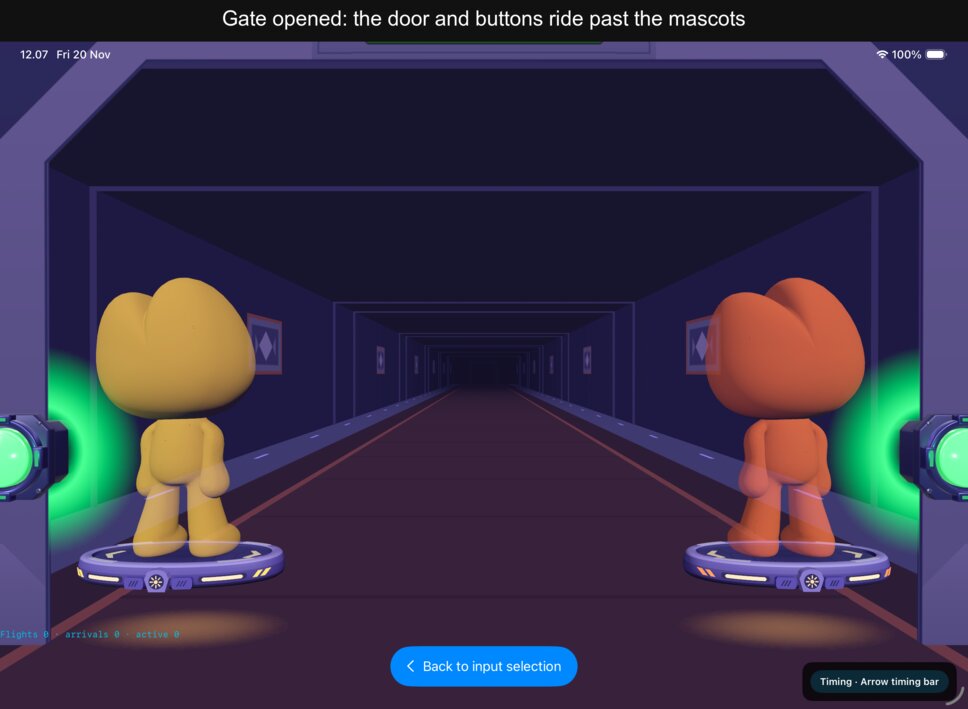 Gate opened: the door and buttons ride past the mascots
12.07 Fri 20 Nov
100%
Flights 0 · arrivals 0 · active 0
Back to input selection
Timing · Arrow timing bar